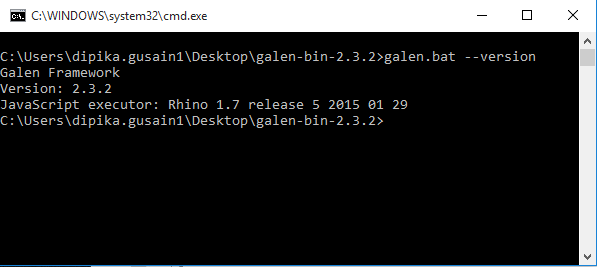 C:\WINDOWS\system32\cmd.exe
C:\Users\dipika.gusain1\Desktop\galen-bin-2.3.2>galen.bat --version
Galen Framework
Version: 2.3.2
JavaScript executor: Rhino 1.7 release 5 2015 01 29
C:\Users\dipika.gusain1\Desktop\galen-bin-2.3.2>